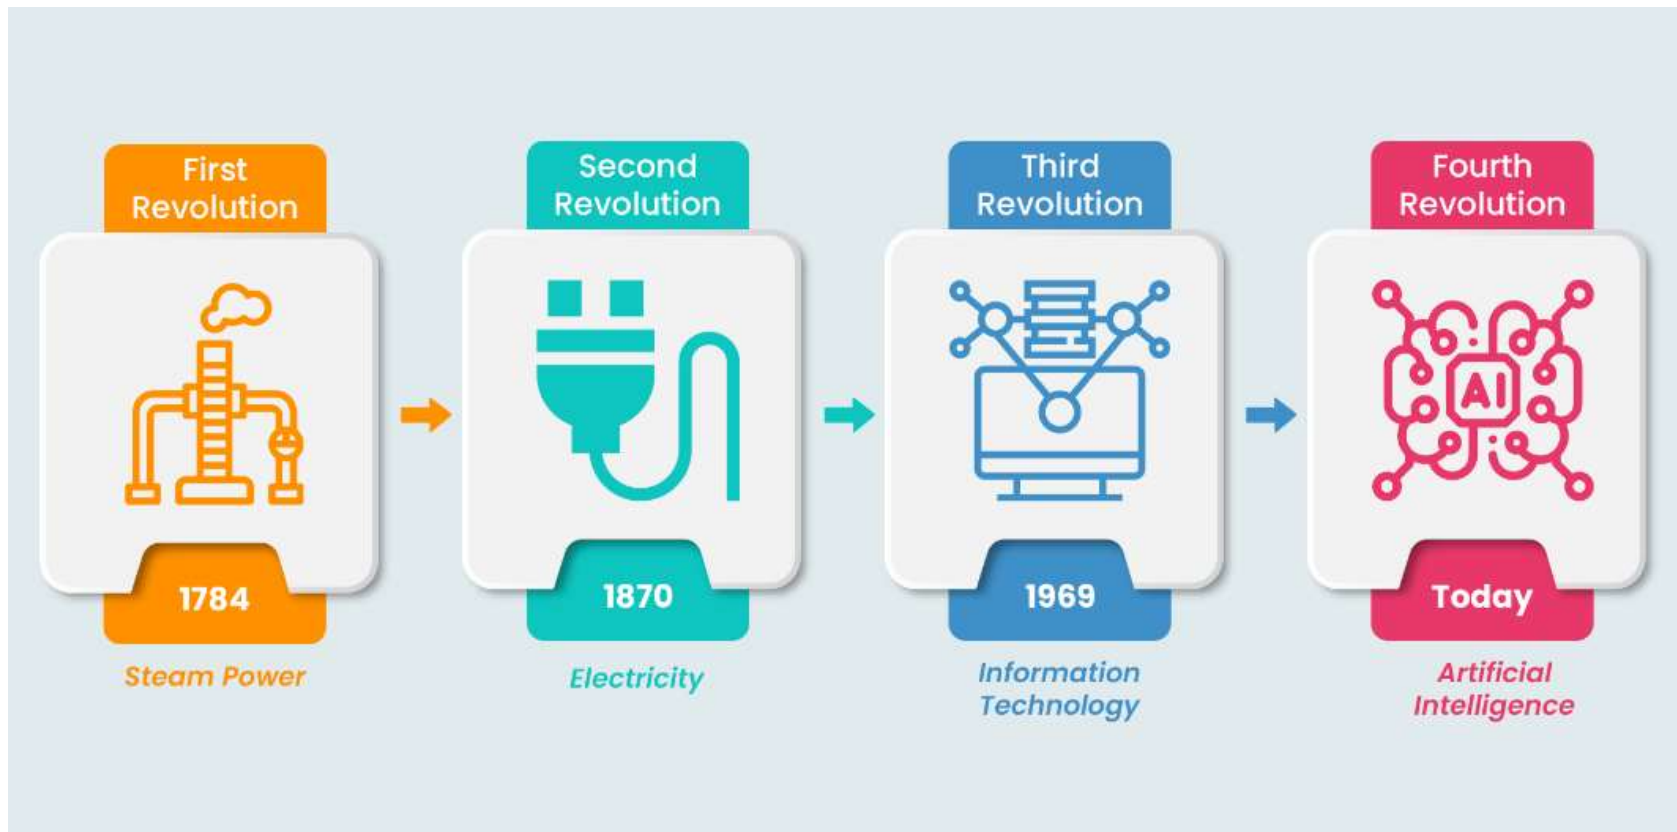 First
Revolution
1784
Steam Power
Second
Revolution
1870
Electricity
Third
Revolution
1969
Information
Technology
Fourth
Revolution
AI
Today
Artificial
Intelligence